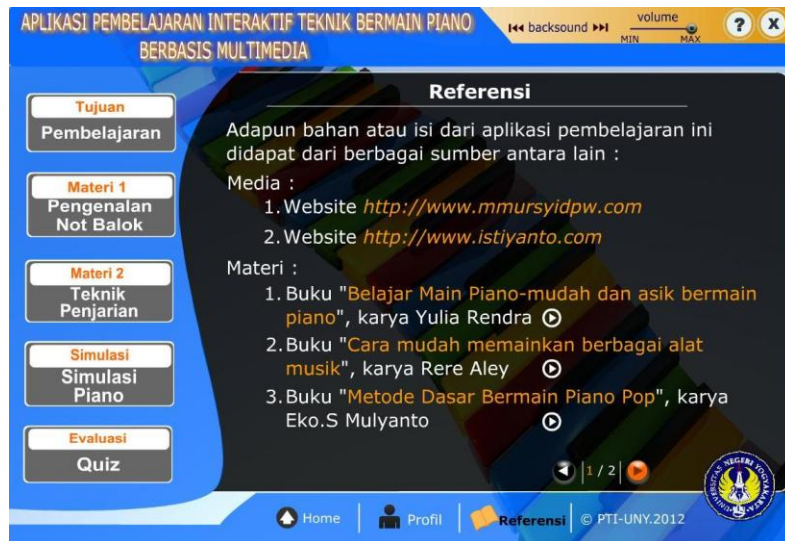 APLIKASI PEMBELAJARAN INTERAKTIF TEKNIK BERMAIN PIANO
BERBASIS MULTIMEDIA
backsound
volume
MIN MAX
? X
Tujuan
Pembelajaran
Materi 1
Pengenalan
Not Balok
Materi 2
Teknik
Penjarian
Simulasi
Simulasi
Piano
Evaluasi
Quiz
Referensi
Adapun bahan atau isi dari aplikasi pembelajaran ini
didapat dari berbagai sumber antara lain :
Media :
1. Website http://www.mmursyidpw.com
2. Website http://www.istiyanto.com
Materi :
1. Buku "Belajar Main Piano-mudah dan asik bermain
piano", karya Yulia Rendra
2. Buku "Cara mudah memainkan berbagai alat
musik", karya Rere Aley
3. Buku "Metode Dasar Bermain Piano Pop", karya
Eko.S Mulyanto
1 / 2
UNIVERSITAS NEGERI YOGYAKARTA
Home
Profil
Referensi
© PTI-UNY.2012